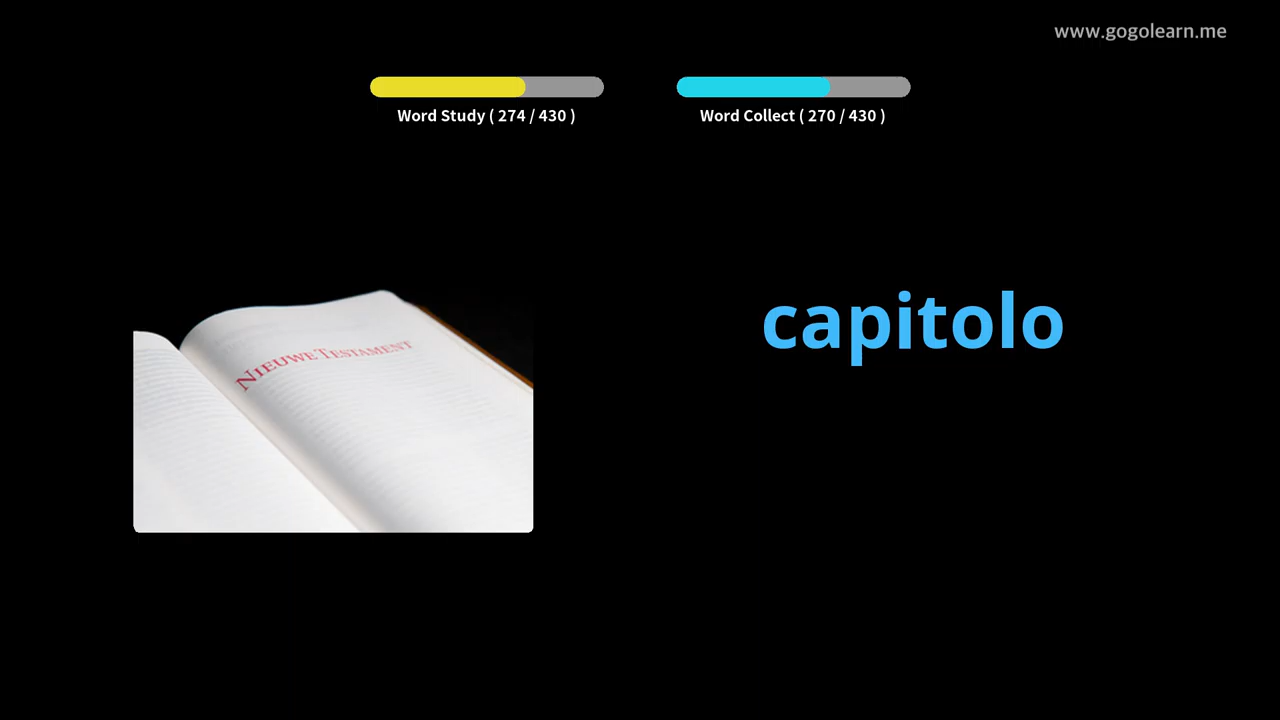 www.gogolearn.me
Word Study ( 274 / 430 )
Word Collect ( 270 / 430 )
NIEUWE TESTAMENT
capitolo